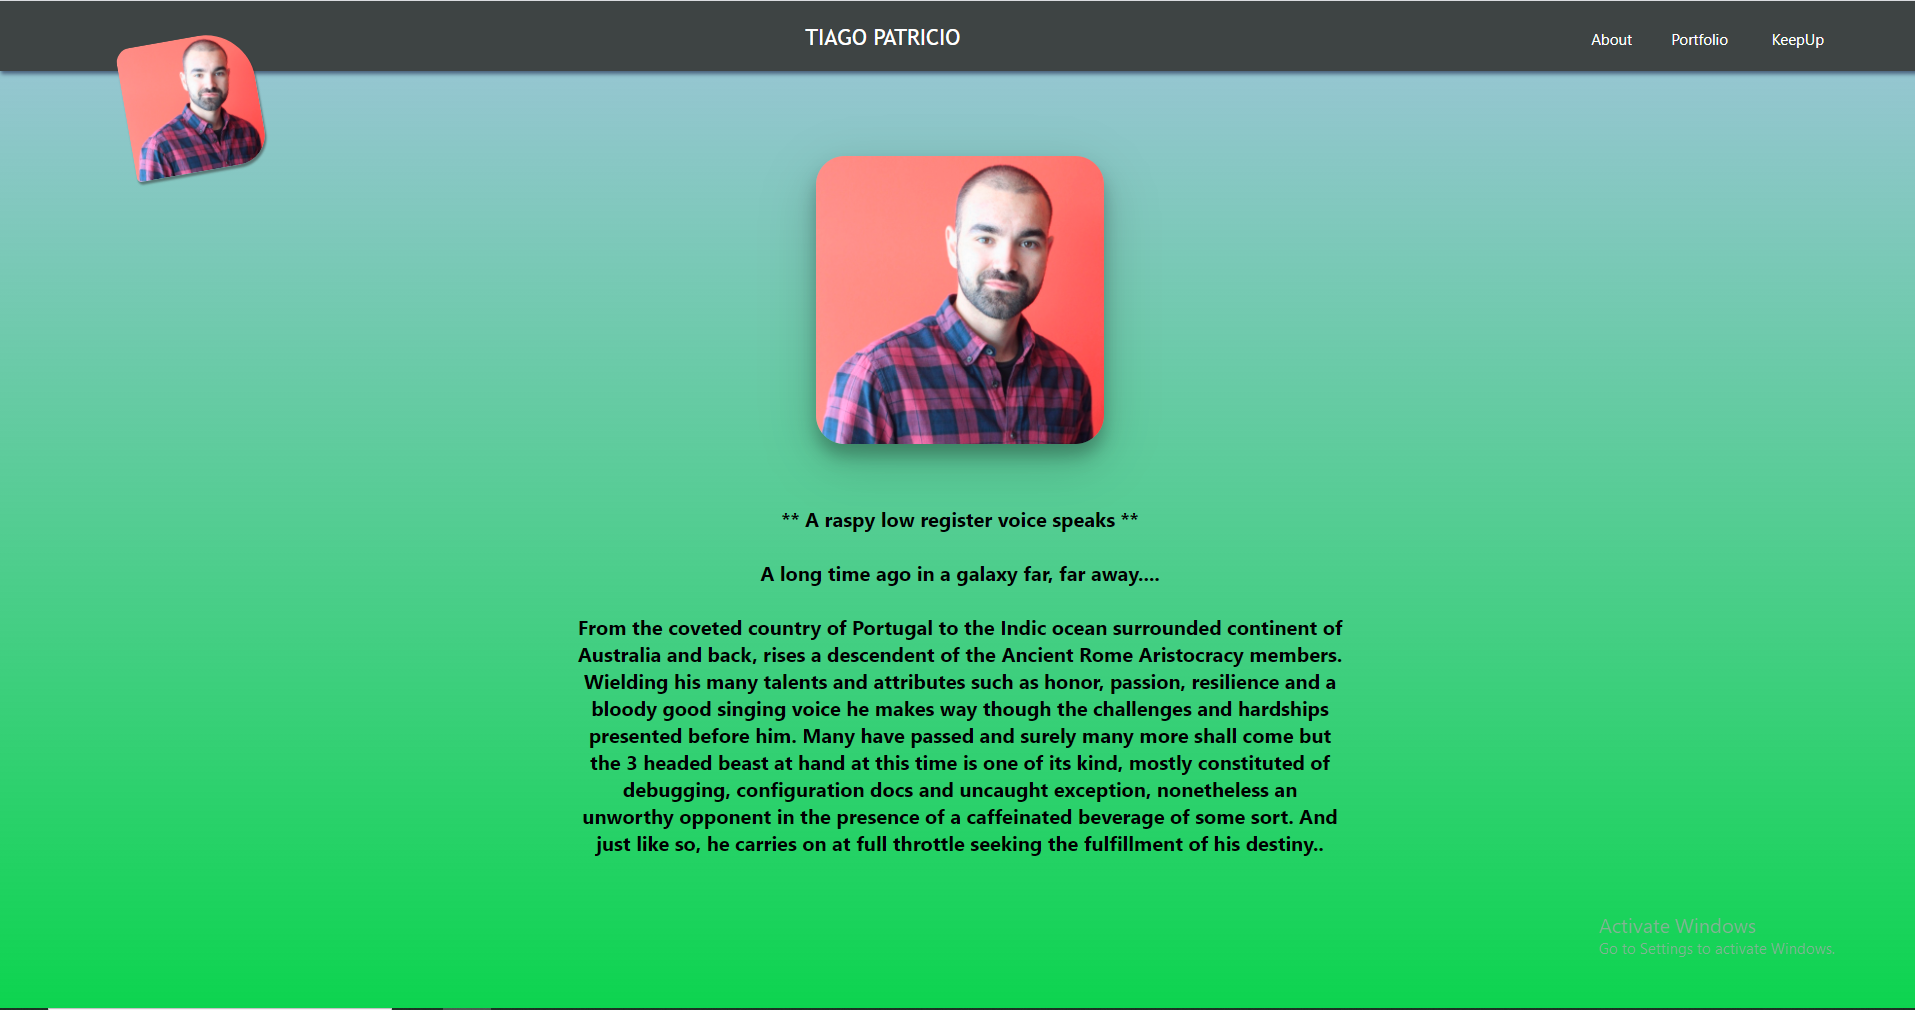 TIAGO PATRICIO
About Portfolio KeepUp
** A raspy low register voice speaks **
A long time ago in a galaxy far, far away....
From the coveted country of Portugal to the Indic ocean surrounded continent of
Australia and back, rises a descendent of the Ancient Rome Aristocracy members.
Wielding his many talents and attributes such as honor, passion, resilience and a
bloody good singing voice he makes way though the challenges and hardships
presented before him. Many have passed and surely many more shall come but
the 3 headed beast at hand at this time is one of its kind, mostly constituted of
debugging, configuration docs and uncaught exception, nonetheless an
unworthy opponent in the presence of a caffeinated beverage of some sort. And
just like so, he carries on at full throttle seeking the fulfillment of his destiny..
Activate Windows
Go to Settings to activate Windows.